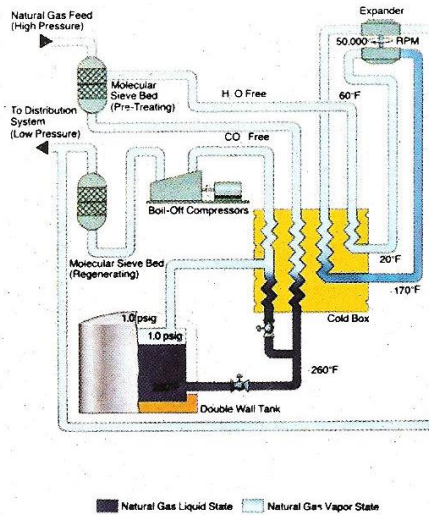 Natural Gas Feed
(High Pressure)
Expander
50.000 RPM
Molecular
Sieve Bed
(Pre-Treating)
H O Free
60°F
To Distribution
System
(Low Pressure)
CO Free
Boil-Off Compressors
Molecular Sieve Bed
(Regenerating)
20°F
-170°F
Cold Box
1.0 psig
1.0 psig
-260°F
Double Wall Tank
Natural Gas Liquid State
Natural Gas Vapor State